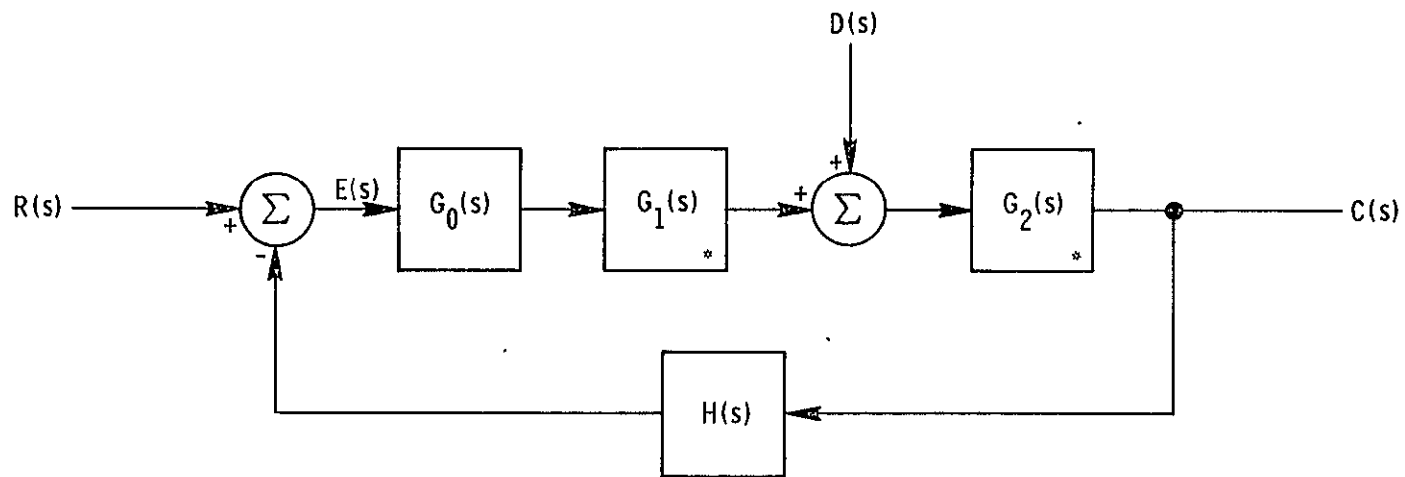 D(s)
+
R(s)
+
Σ
-
E(s)
G₀(s)
G₁(s)
*
+
Σ
G₂(s)
*
C(s)
H(s)